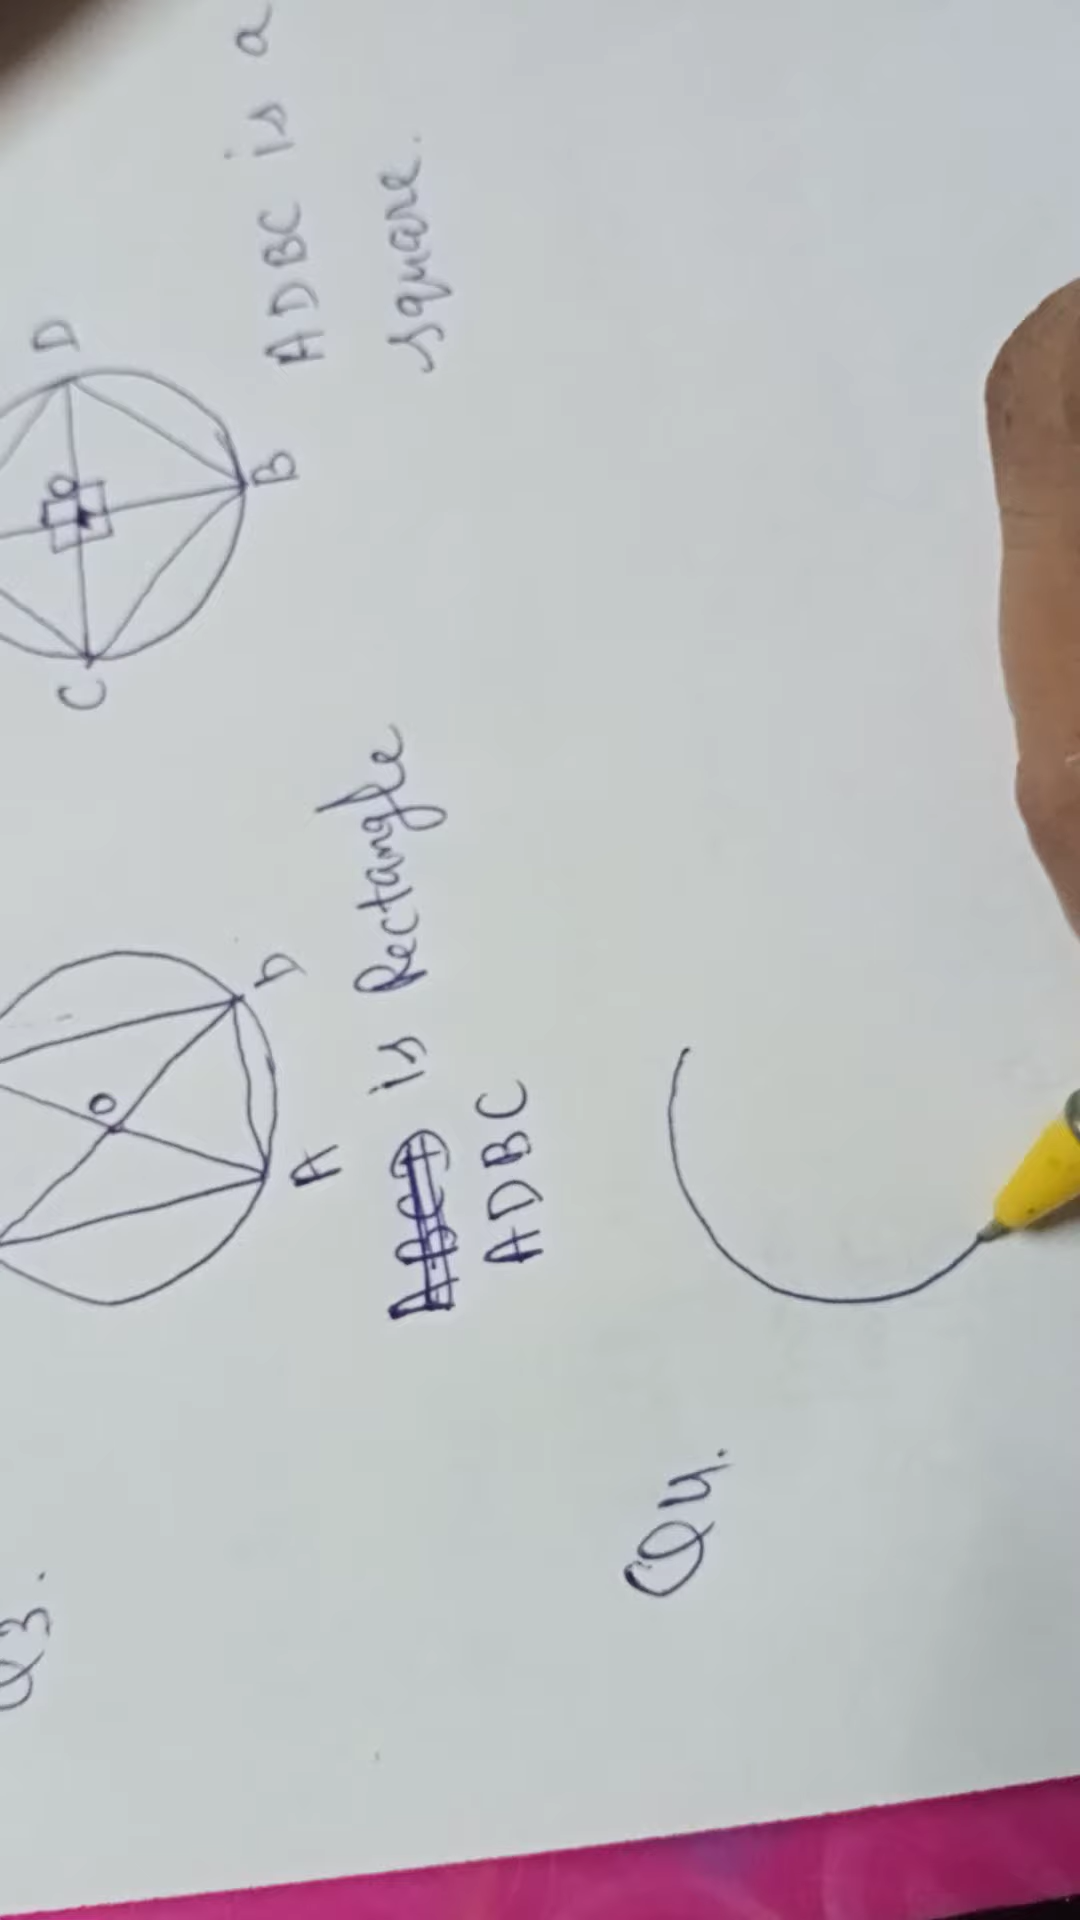 Q3.
O
D
A
A̶B̶C̶D̶ is Rectangle
ADBC
C
O
D
B
ADBC is a
square.
Q4.